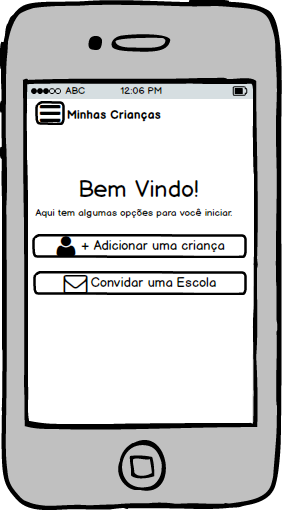 ABC 12:06 PM
Minhas Crianças
Bem Vindo!
Aqui tem algumas opções para você iniciar.
+ Adicionar uma criança
Convidar uma Escola